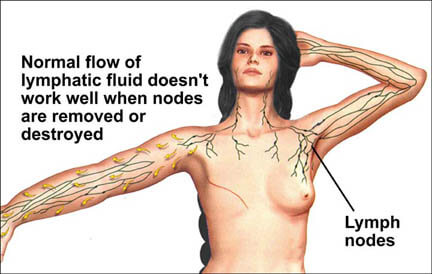 Normal flow of
lymphatic fluid doesn't
work well when nodes
are removed or
destroyed
Lymph
nodes